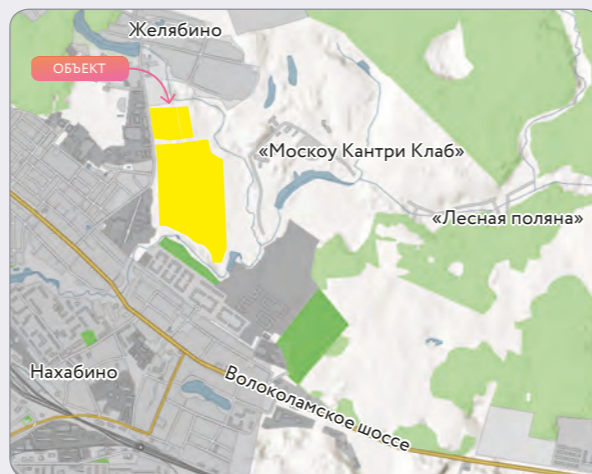 Желябино
ОБЪЕКТ
«Москоу Кантри Клаб»
«Лесная поляна»
Нахабино
Волоколамское шоссе